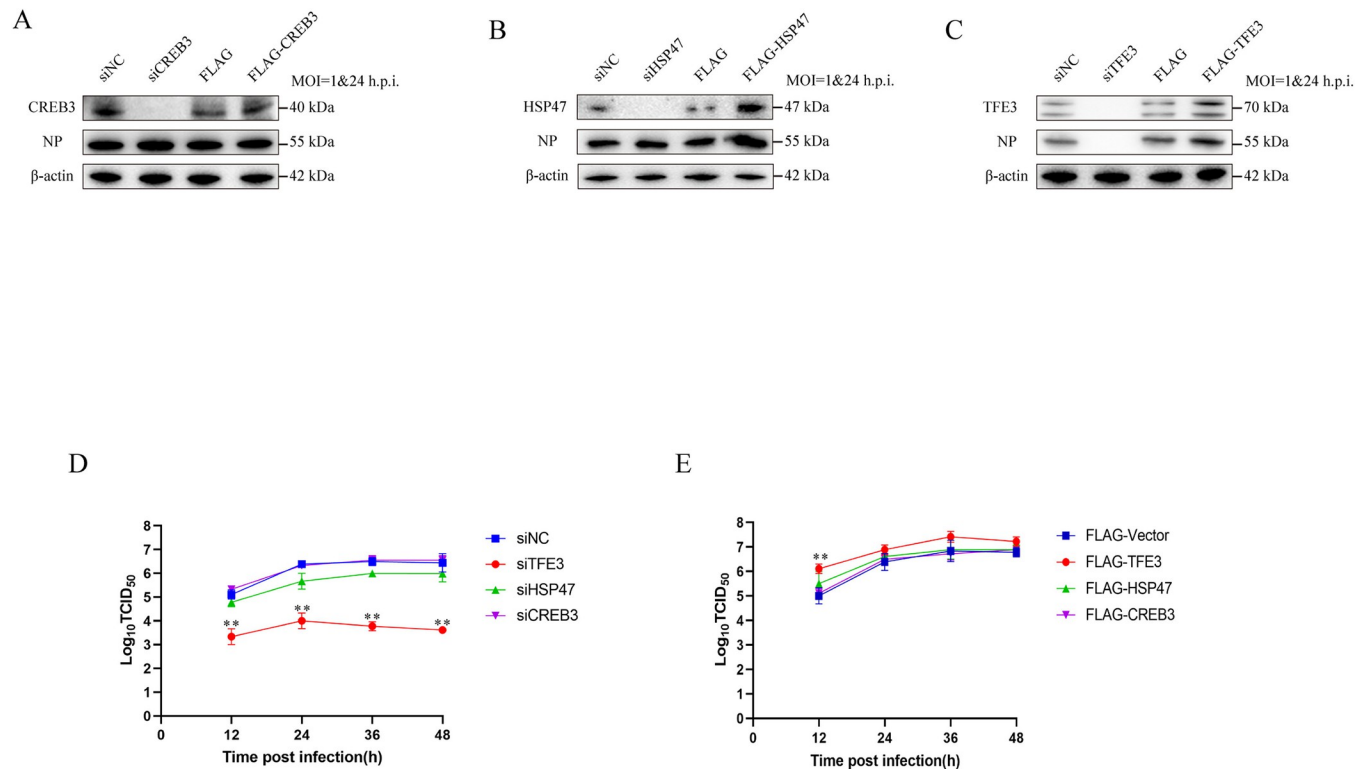 A
siNC siCREB3 FLAG FLAG-CREB3
MOI=1&24 h.p.i.
CREB3 40 kDa
NP 55 kDa
β-actin 42 kDa
B
siNC siHSP47 FLAG FLAG-HSP47
MOI=1&24 h.p.i.
HSP47 47 kDa
NP 55 kDa
β-actin 42 kDa
C
siNC siTFE3 FLAG FLAG-TFE3
MOI=1&24 h.p.i.
TFE3 70 kDa
NP 55 kDa
β-actin 42 kDa
D
Log10TCID50
8
7
6
5
4
3
2
1
0
** ** ** **
0 12 24 36 48
Time post infection(h)
siNC
siTFE3
siHSP47
siCREB3
E
Log10TCID50
8
7
6
5
4
3
2
1
0
**
0 12 24 36 48
Time post infection(h)
FLAG-Vector
FLAG-TFE3
FLAG-HSP47
FLAG-CREB3